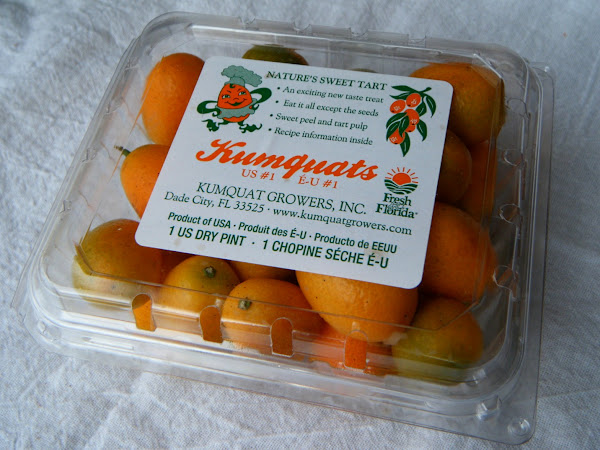 NATURE'S SWEET TART
• An exciting new taste treat
• Eat it all except the seeds
• Sweet peel and tart pulp
• Recipe information inside
Kumquats
US #1 É-U #1
KUMQUAT GROWERS, INC.
Dade City, FL 33525 · www.kumquatgrowers.com
Fresh
Florida
Product of USA · Produit des É-U · Producto de EEUU
1 US DRY PINT · 1 CHOPINE SÉCHE É-U